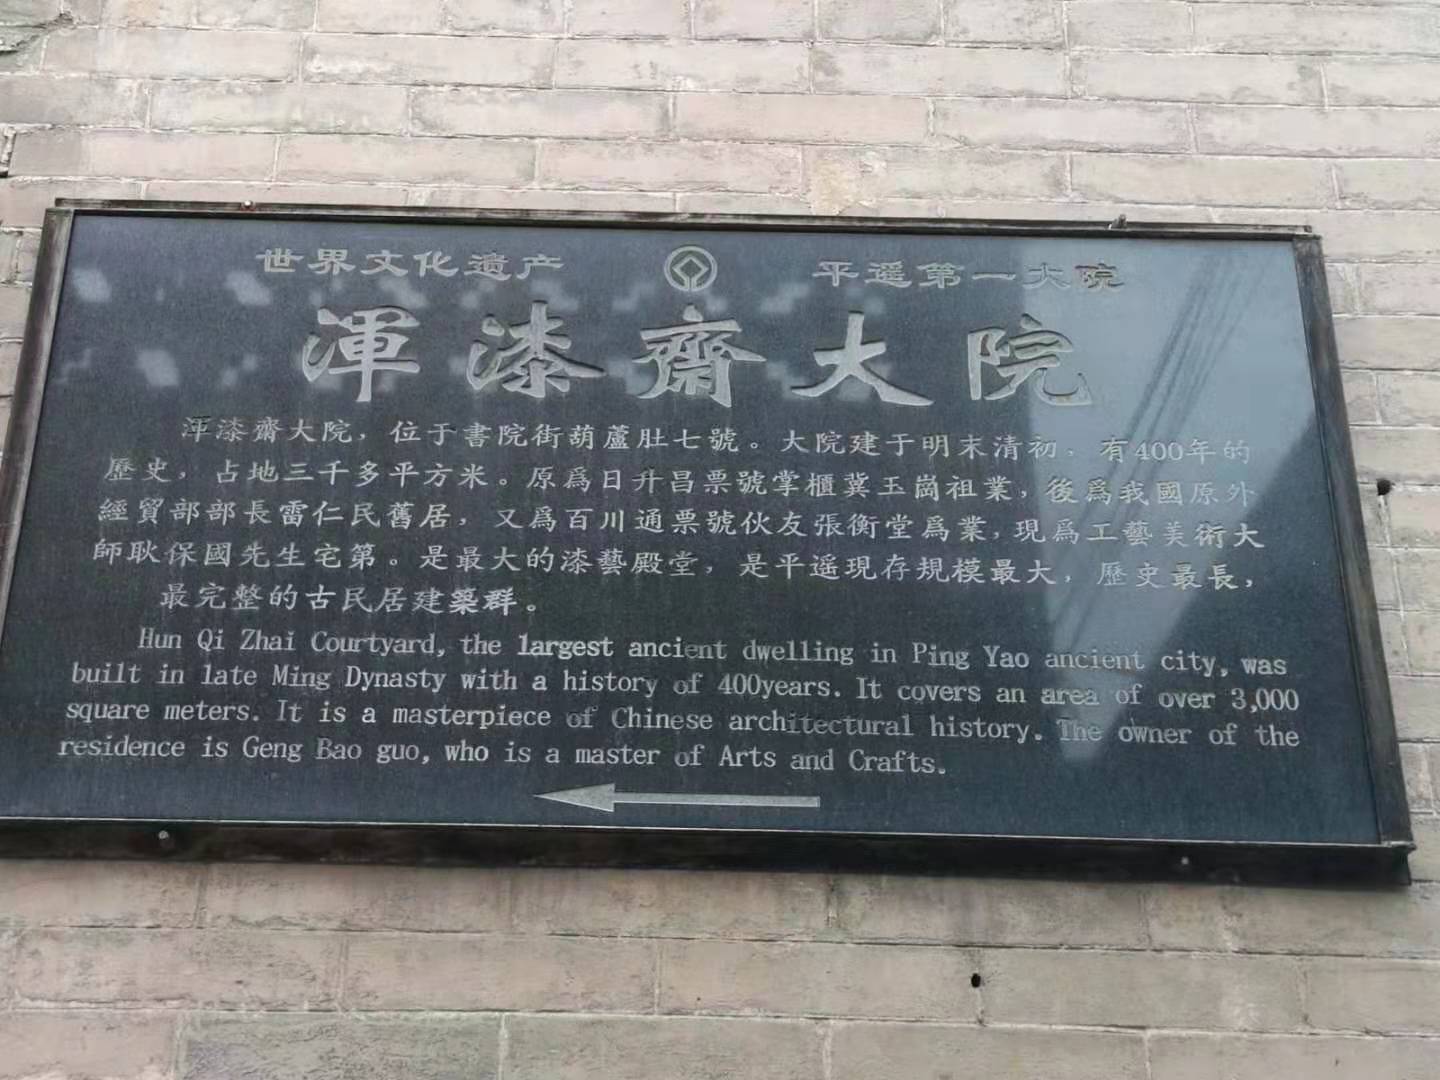 世界文化遗产 平遥第一大院
渾漆齋大院
渾漆齋大院，位于書院街葫蘆肚七號。大院建于明末清初，有400年的
歷史，占地三千多平方米。原爲日升昌票號掌櫃冀玉崗祖業，後爲我國原外
經貿部部長雷仁民舊居，又爲百川通票號伙友張衡堂爲業，現爲工藝美術大
師耿保國先生宅第。是最大的漆藝殿堂，是平遥現存規模最大，歷史最長，
最完整的古民居建築群。
Hun Qi Zhai Courtyard, the largest ancient dwelling in Ping Yao ancient city, was
built in late Ming Dynasty with a history of 400years. It covers an area of over 3,000
square meters. It is a masterpiece of Chinese architectural history. The owner of the
residence is Geng Bao guo, who is a master of Arts and Crafts.